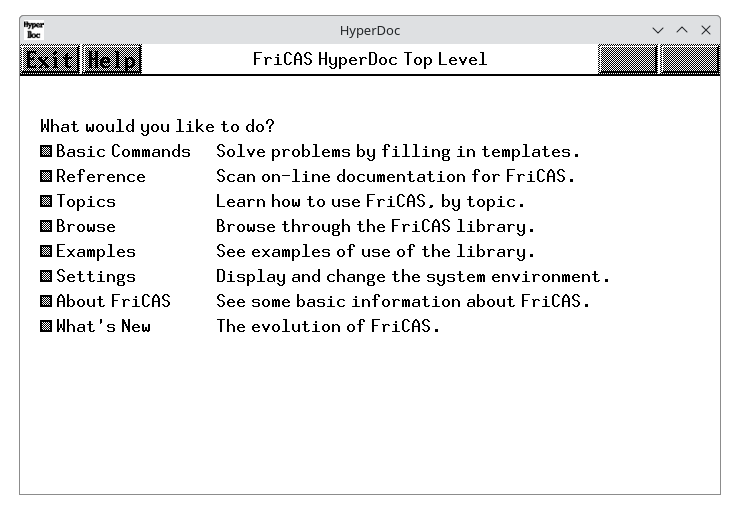 Hyper
Doc
HyperDoc
Exit Help FriCAS HyperDoc Top Level
What would you like to do?
Basic Commands Solve problems by filling in templates.
Reference Scan on-line documentation for FriCAS.
Topics Learn how to use FriCAS, by topic.
Browse Browse through the FriCAS library.
Examples See examples of use of the library.
Settings Display and change the system environment.
About FriCAS See some basic information about FriCAS.
What's New The evolution of FriCAS.